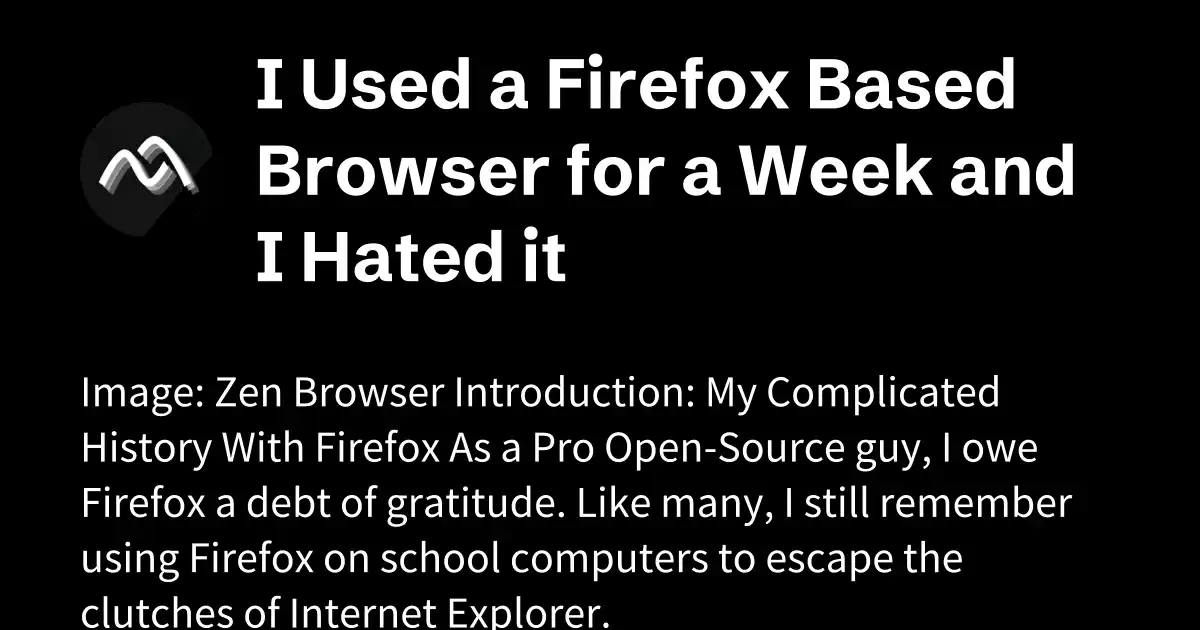 I Used a Firefox Based
Browser for a Week and
I Hated it
Image: Zen Browser Introduction: My Complicated
History With Firefox As a Pro Open-Source guy, I owe
Firefox a debt of gratitude. Like many, I still remember
using Firefox on school computers to escape the
clutches of Internet Explorer.